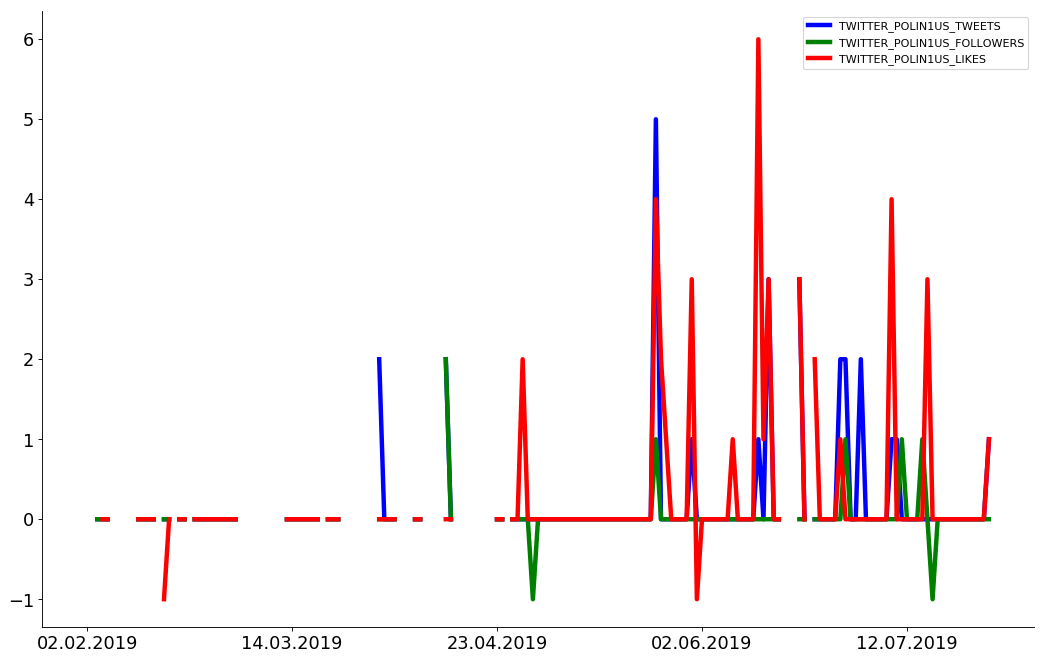 TWITTER_POLIN1US_TWEETS
TWITTER_POLIN1US_FOLLOWERS
TWITTER_POLIN1US_LIKES
6
5
4
3
2
1
0
−1
02.02.2019 14.03.2019 23.04.2019 02.06.2019 12.07.2019